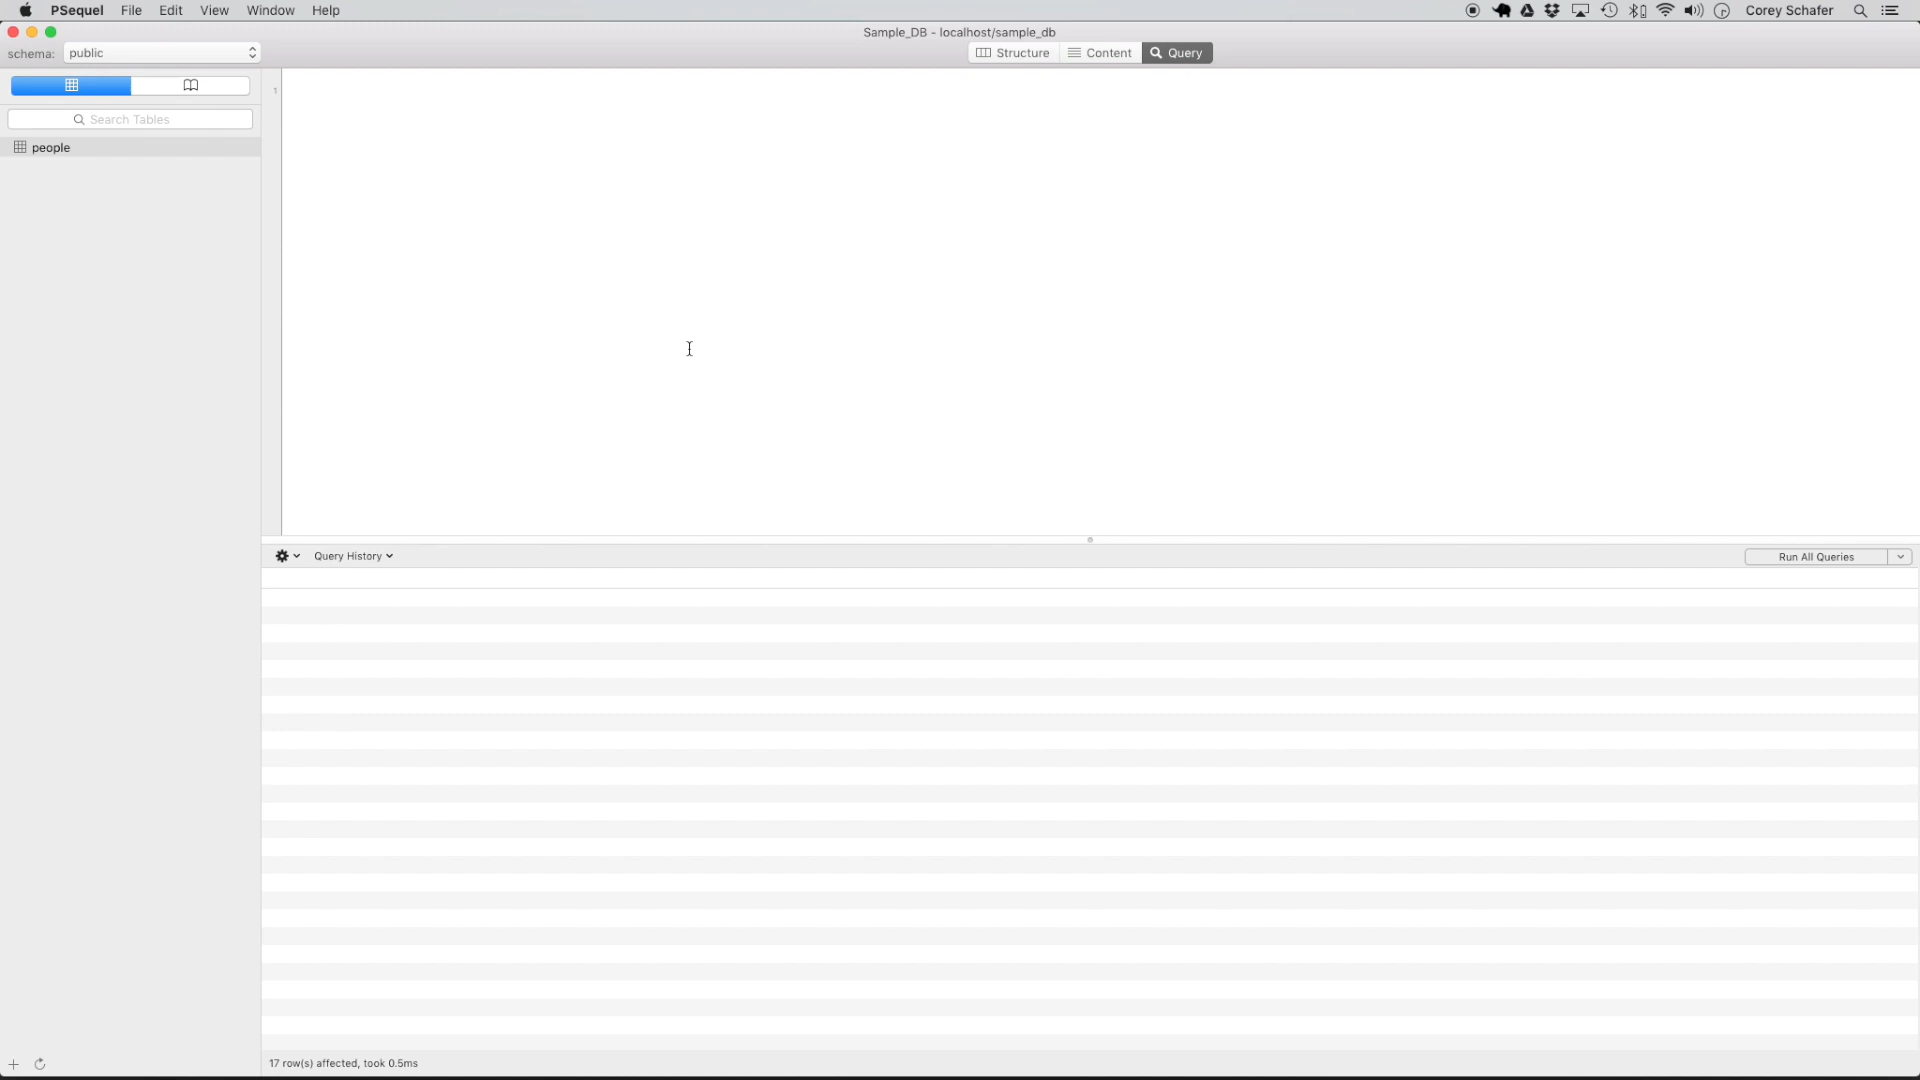 PSequel File Edit View Window Help Corey Schafer
Sample_DB - localhost/sample_db
schema: public Structure Content Query
Search Tables
1
people
Query History Run All Queries
17 row(s) affected, took 0.5ms